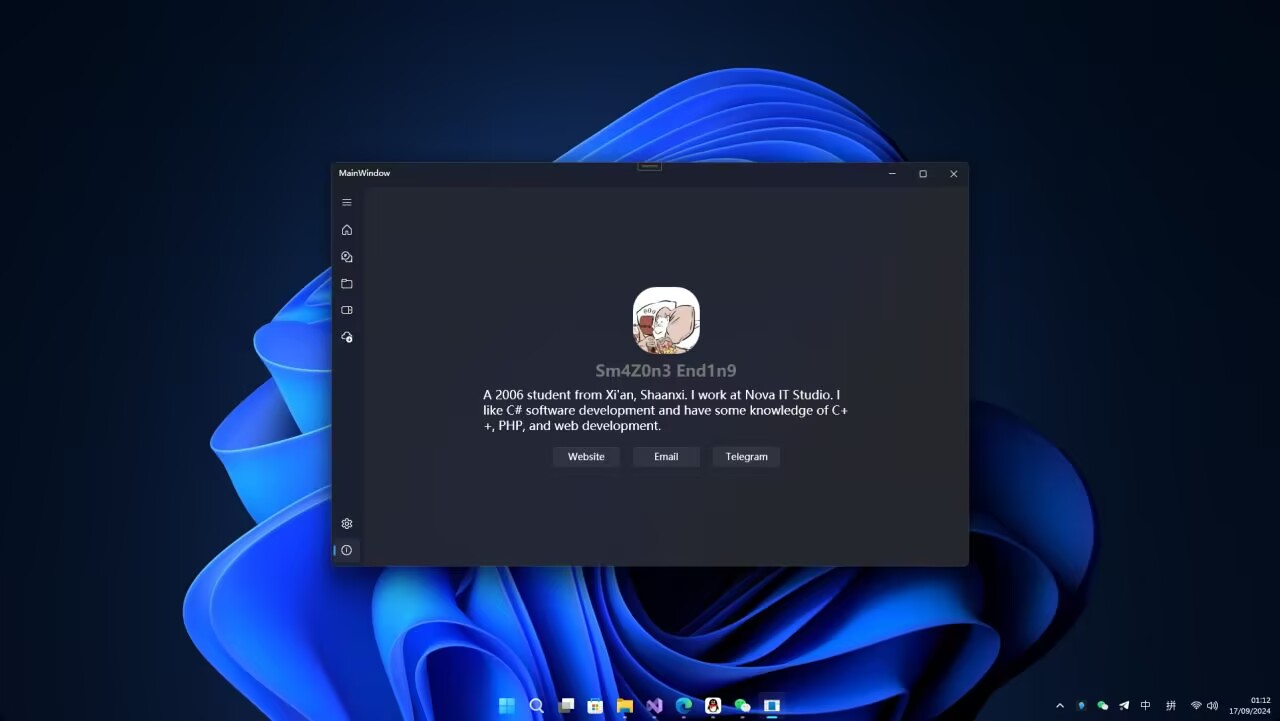 MainWindow
Sm4Z0n3 End1n9
A 2006 student from Xi'an, Shaanxi. I work at Nova IT Studio. I
like C# software development and have some knowledge of C+
+, PHP, and web development.
Website Email Telegram
中 拼 01:12
17/09/2024